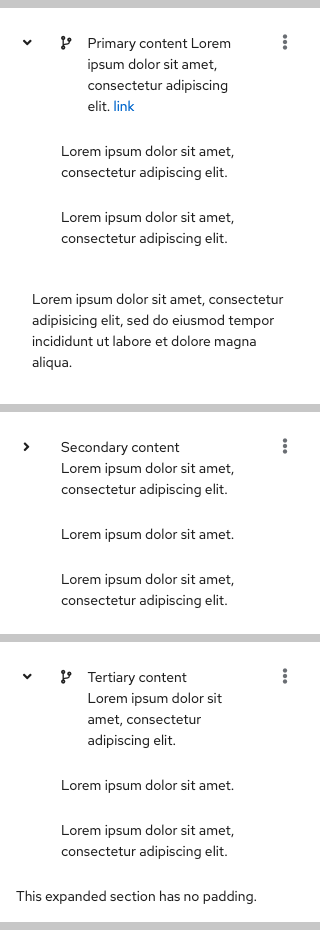 Primary content Lorem
ipsum dolor sit amet,
consectetur adipiscing
elit. link
Lorem ipsum dolor sit amet,
consectetur adipiscing elit.
Lorem ipsum dolor sit amet,
consectetur adipiscing elit.
Lorem ipsum dolor sit amet, consectetur
adipisicing elit, sed do eiusmod tempor
incididunt ut labore et dolore magna
aliqua.
Secondary content
Lorem ipsum dolor sit amet,
consectetur adipiscing elit.
Lorem ipsum dolor sit amet.
Lorem ipsum dolor sit amet,
consectetur adipiscing elit.
Tertiary content
Lorem ipsum dolor sit
amet, consectetur
adipiscing elit.
Lorem ipsum dolor sit amet.
Lorem ipsum dolor sit amet,
consectetur adipiscing elit.
This expanded section has no padding.